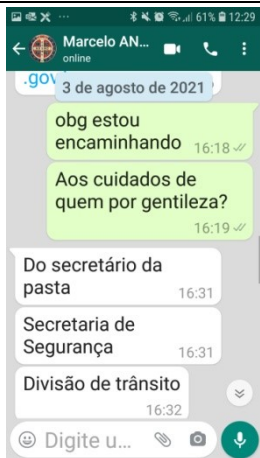 61% 12:29
Marcelo AN...
online
.gov
3 de agosto de 2021
obg estou
encaminhando 16:18
Aos cuidados de
quem por gentileza?
16:19
Do secretário da
pasta 16:31
Secretaria de
Segurança 16:31
Divisão de trânsito
16:32
Digite u...